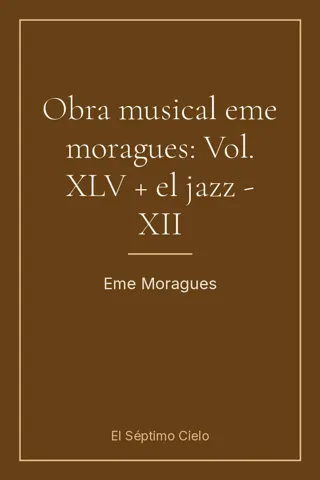 Obra musical eme
moragues: Vol.
XLV + el jazz -
XII
Eme Moragues
El Séptimo Cielo